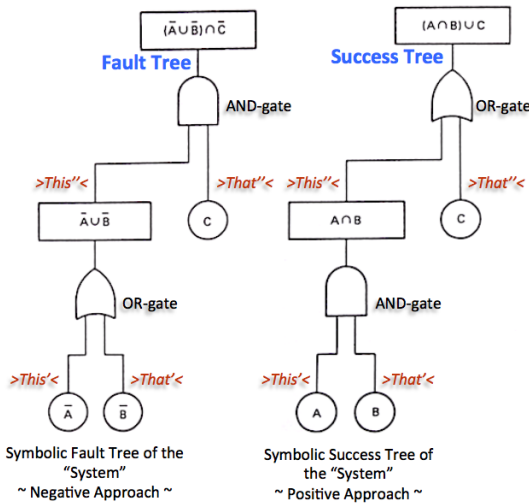 (A̅∪B̅)∩C̅
Fault Tree
AND-gate
>This''<
>That''<
A̅∪B̅
C
OR-gate
>This'<
>That'<
A̅
B̅
Symbolic Fault Tree of the
“System”
~ Negative Approach ~
(A∩B)∪C
Success Tree
OR-gate
>This''<
>That''<
A∩B
C
AND-gate
>This'<
>That'<
A
B
Symbolic Success Tree of
the “System”
~ Positive Approach ~